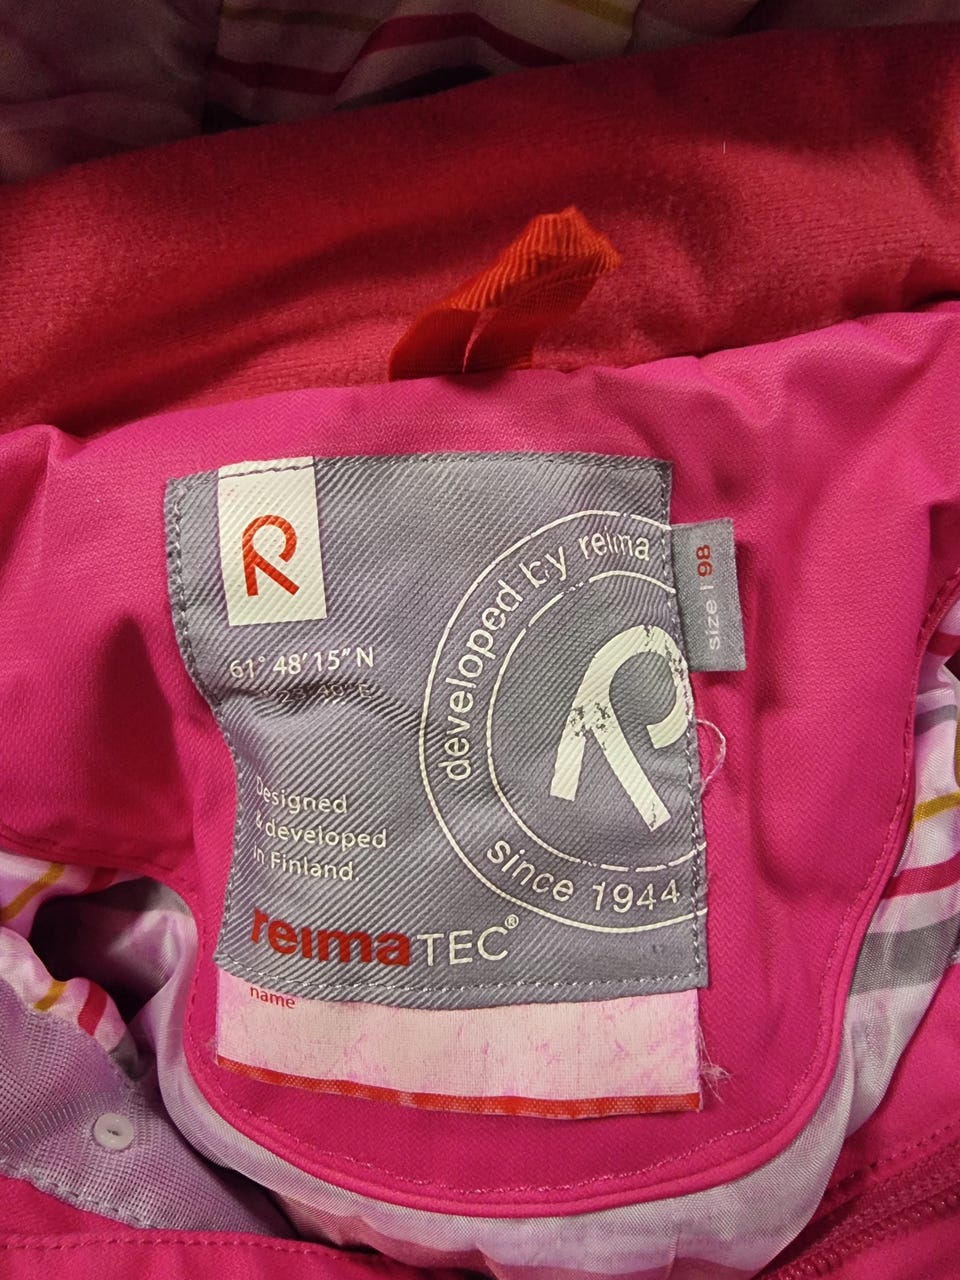 R
61° 48′15″N
Designed
& developed
in Finland.
reimaTEC®
name
developed by reima
R
since 1944
size | 98